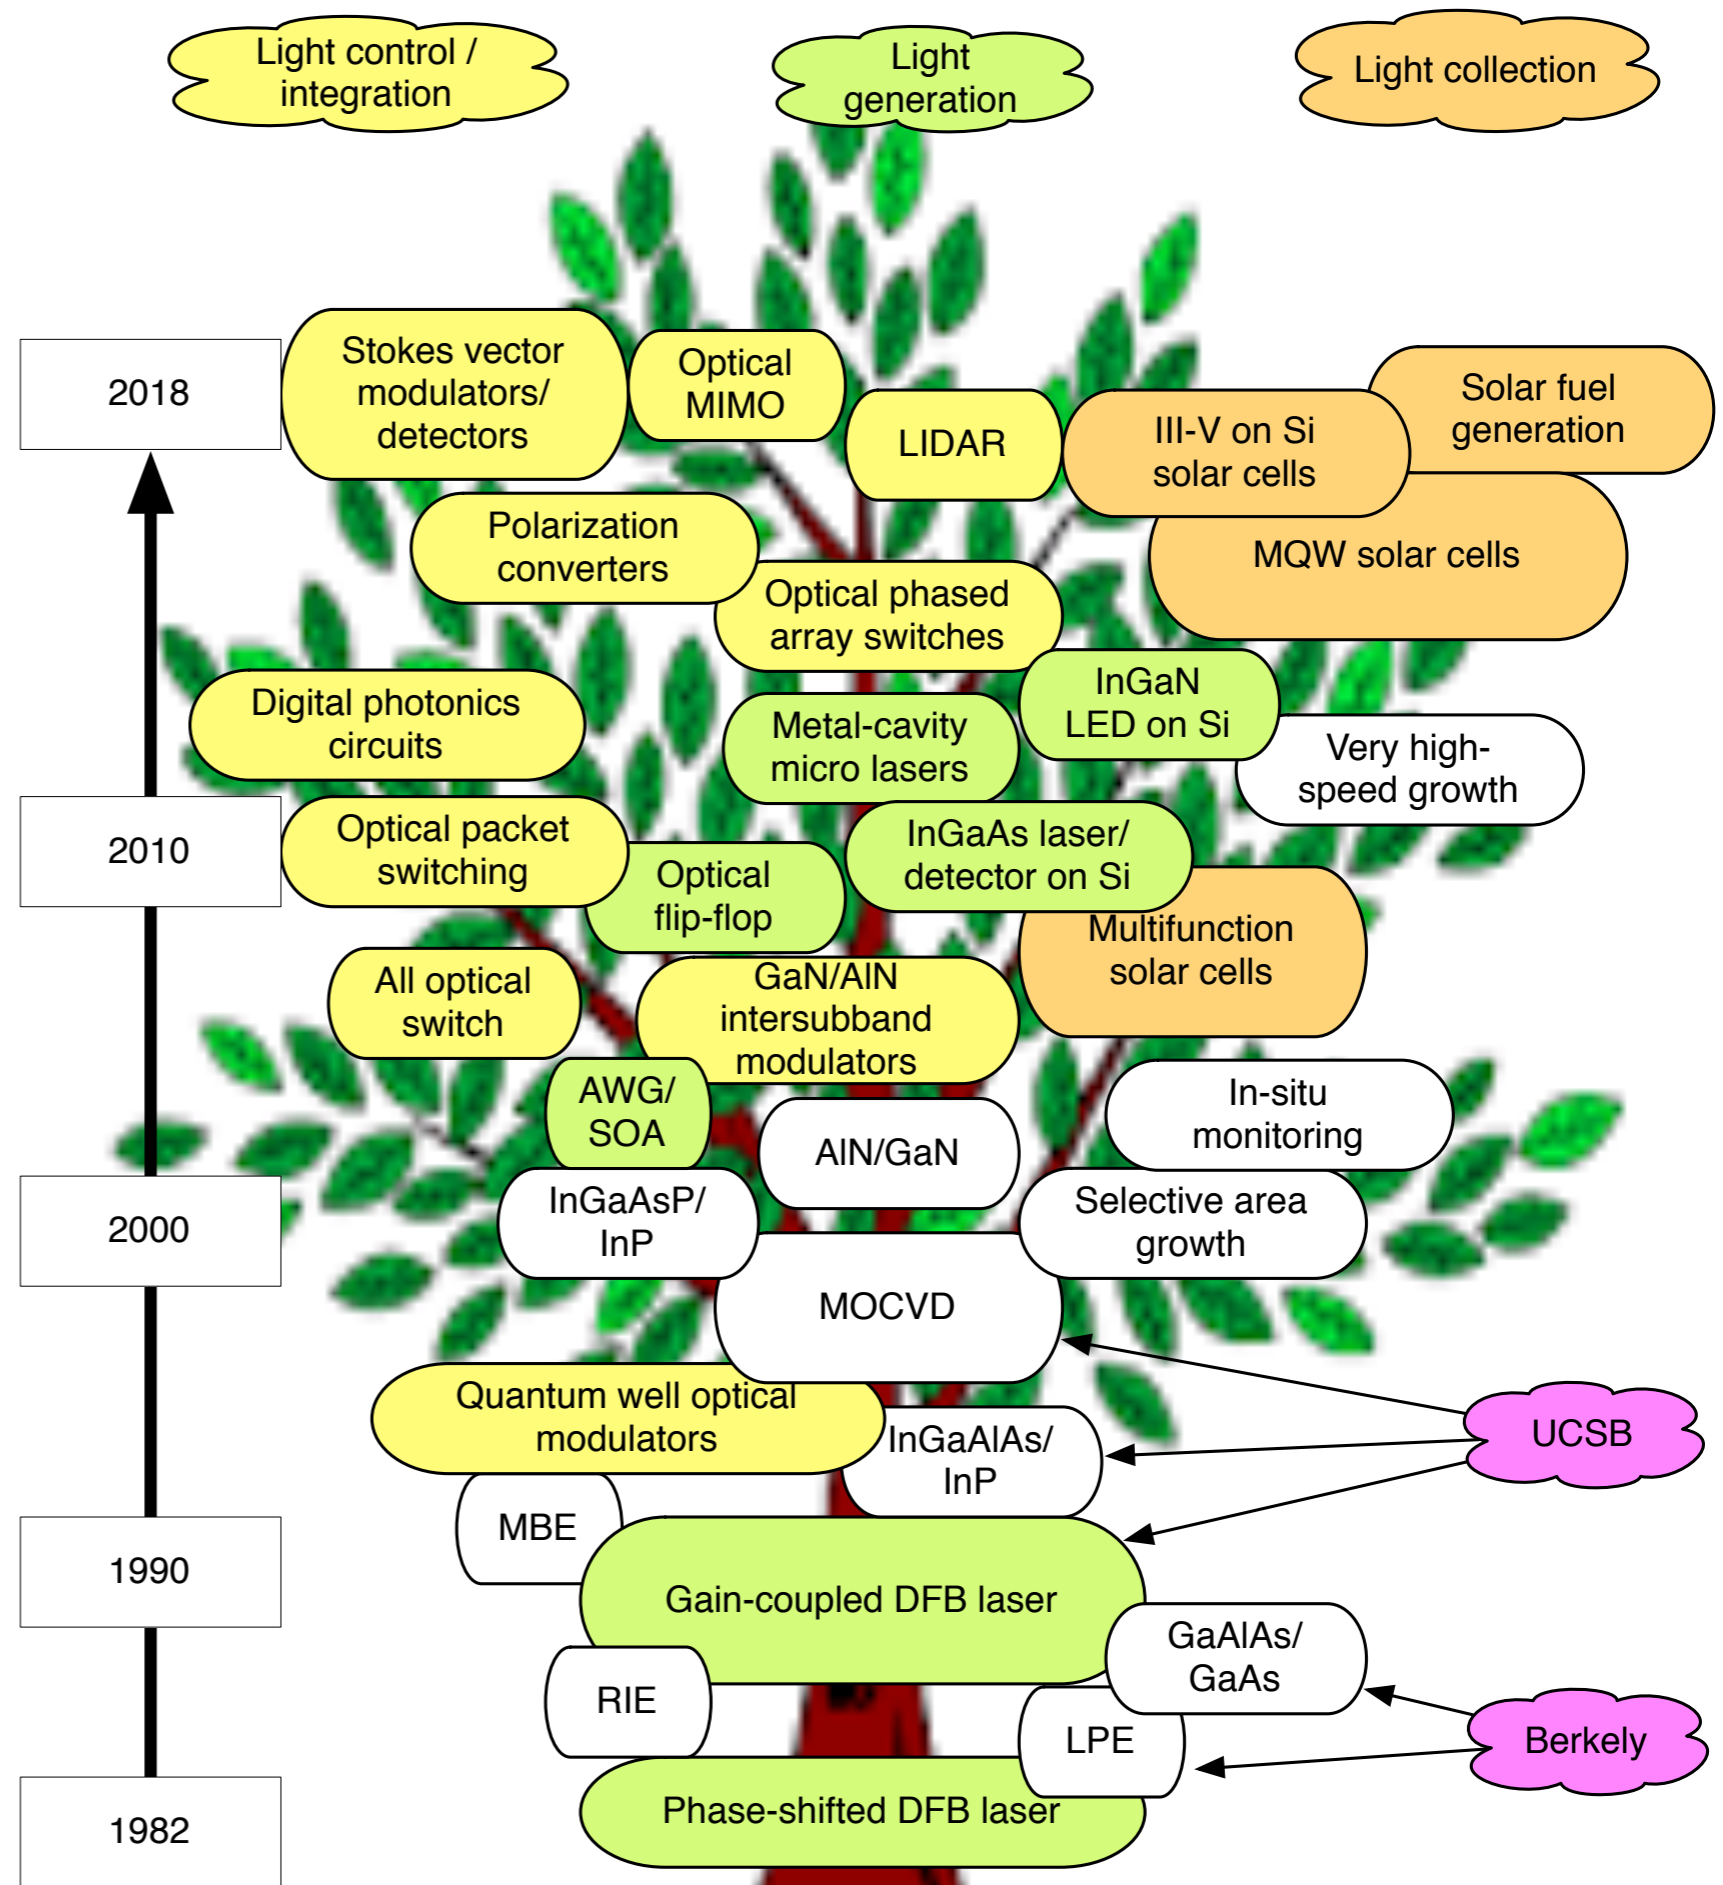 Light control /
integration
Light
generation
Light collection
2018
Stokes vector
modulators/
detectors
Optical
MIMO
LIDAR
III-V on Si
solar cells
Solar fuel
generation
Polarization
converters
MQW solar cells
Optical phased
array switches
Digital photonics
circuits
Metal-cavity
micro lasers
InGaN
LED on Si
Very high-
speed growth
2010
Optical packet
switching
Optical
flip-flop
InGaAs laser/
detector on Si
Multifunction
solar cells
All optical
switch
GaN/AlN
intersubband
modulators
AWG/
SOA
AlN/GaN
In-situ
monitoring
2000
InGaAsP/
InP
Selective area
growth
MOCVD
Quantum well optical
modulators
InGaAlAs/
InP
UCSB
MBE
1990
Gain-coupled DFB laser
GaAlAs/
GaAs
RIE
LPE
Berkely
1982
Phase-shifted DFB laser